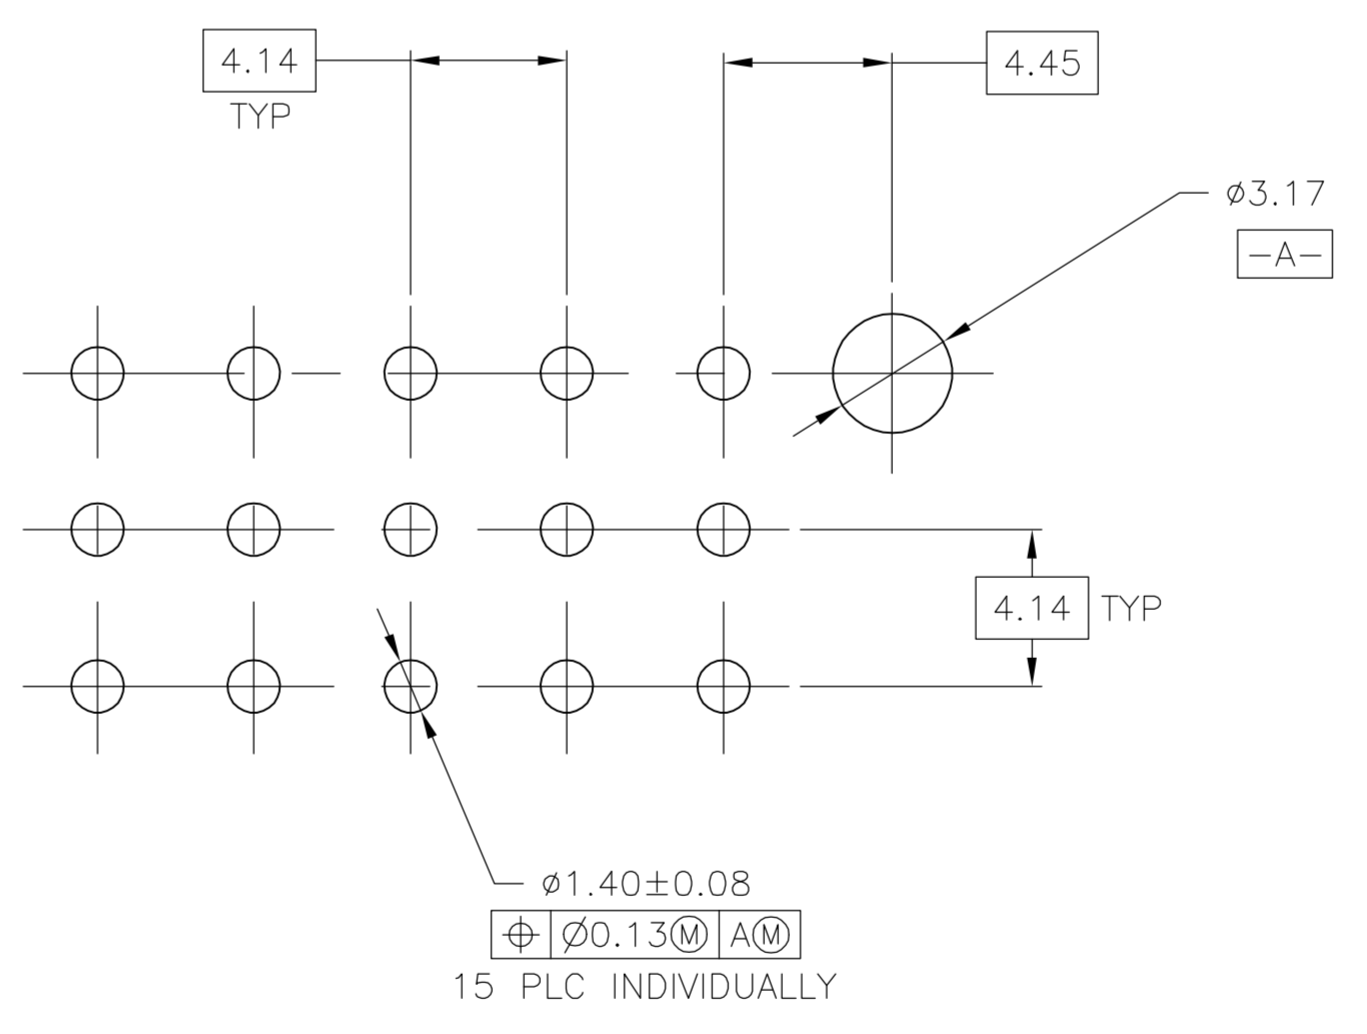 4.14
TYP
4.45
ø3.17
-A-
4.14 TYP
ø1.40±0.08
⌖ Ø0.13Ⓜ AⓂ
15 PLC INDIVIDUALLY